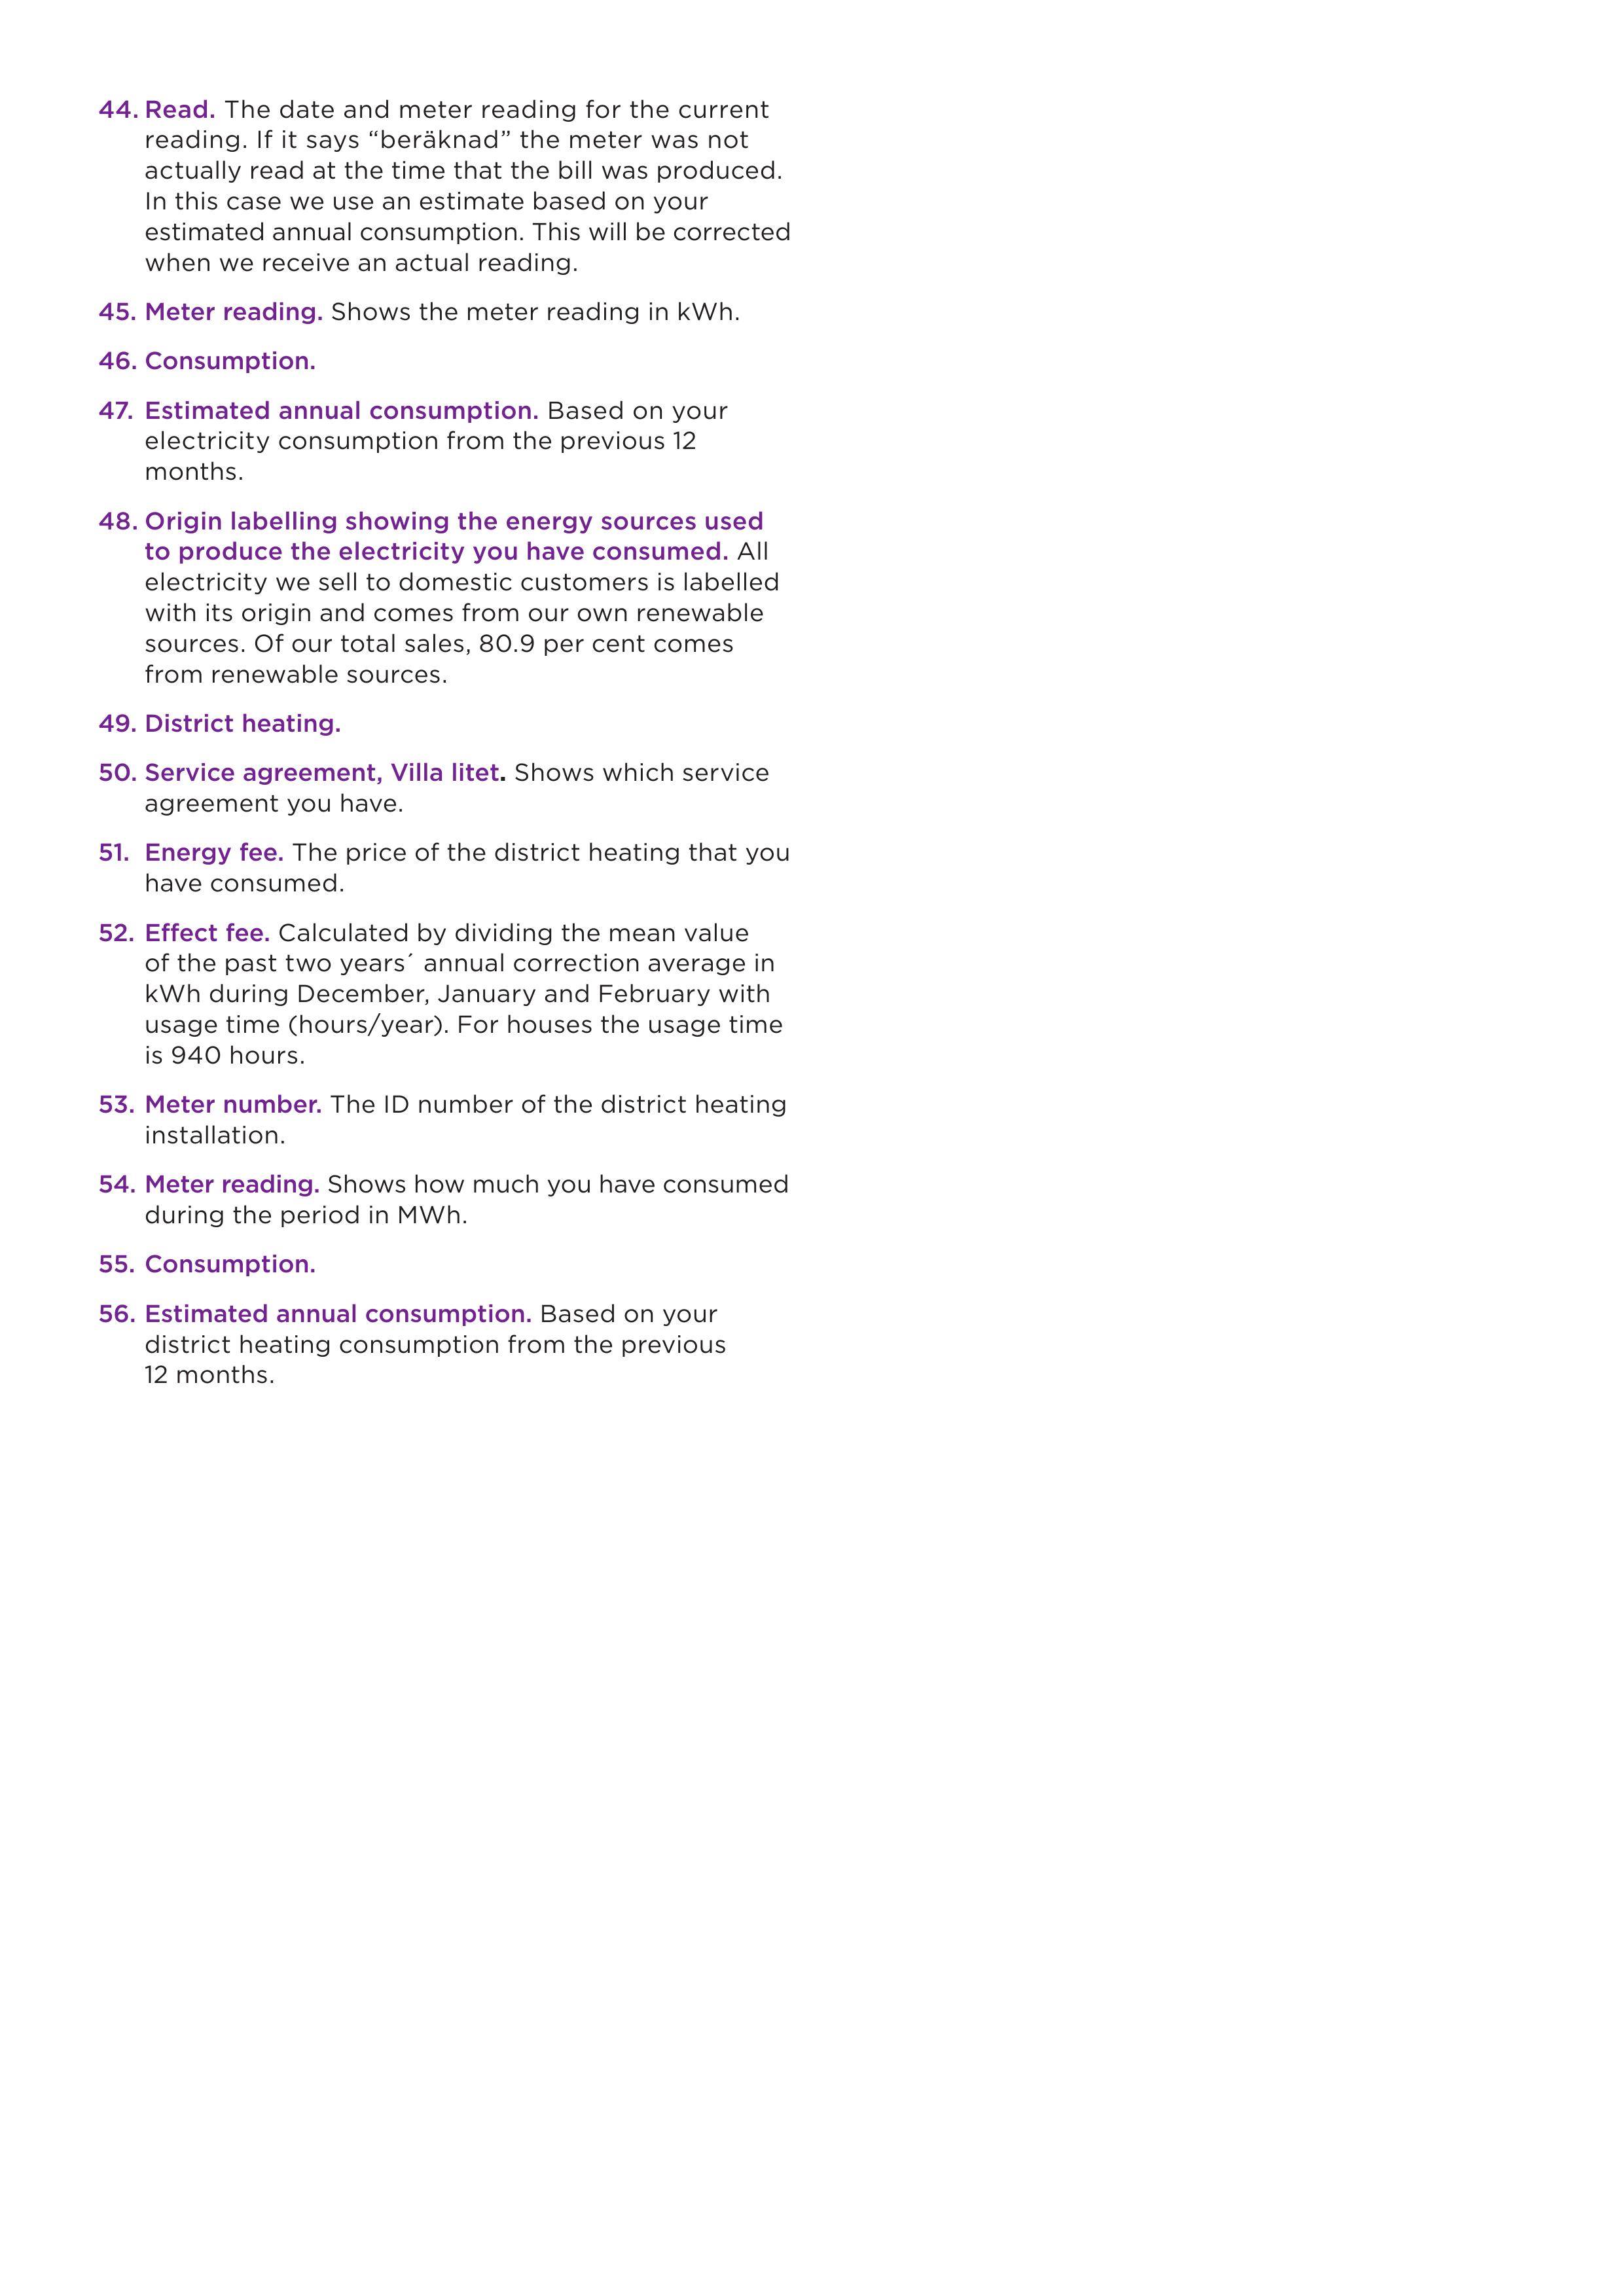 44. Read. The date and meter reading for the current
reading. If it says “beräknad” the meter was not
actually read at the time that the bill was produced.
In this case we use an estimate based on your
estimated annual consumption. This will be corrected
when we receive an actual reading.
45. Meter reading. Shows the meter reading in kWh.
46. Consumption.
47. Estimated annual consumption. Based on your
electricity consumption from the previous 12
months.
48. Origin labelling showing the energy sources used
to produce the electricity you have consumed. All
electricity we sell to domestic customers is labelled
with its origin and comes from our own renewable
sources. Of our total sales, 80.9 per cent comes
from renewable sources.
49. District heating.
50. Service agreement, Villa litet. Shows which service
agreement you have.
51. Energy fee. The price of the district heating that you
have consumed.
52. Effect fee. Calculated by dividing the mean value
of the past two years´ annual correction average in
kWh during December, January and February with
usage time (hours/year). For houses the usage time
is 940 hours.
53. Meter number. The ID number of the district heating
installation.
54. Meter reading. Shows how much you have consumed
during the period in MWh.
55. Consumption.
56. Estimated annual consumption. Based on your
district heating consumption from the previous
12 months.